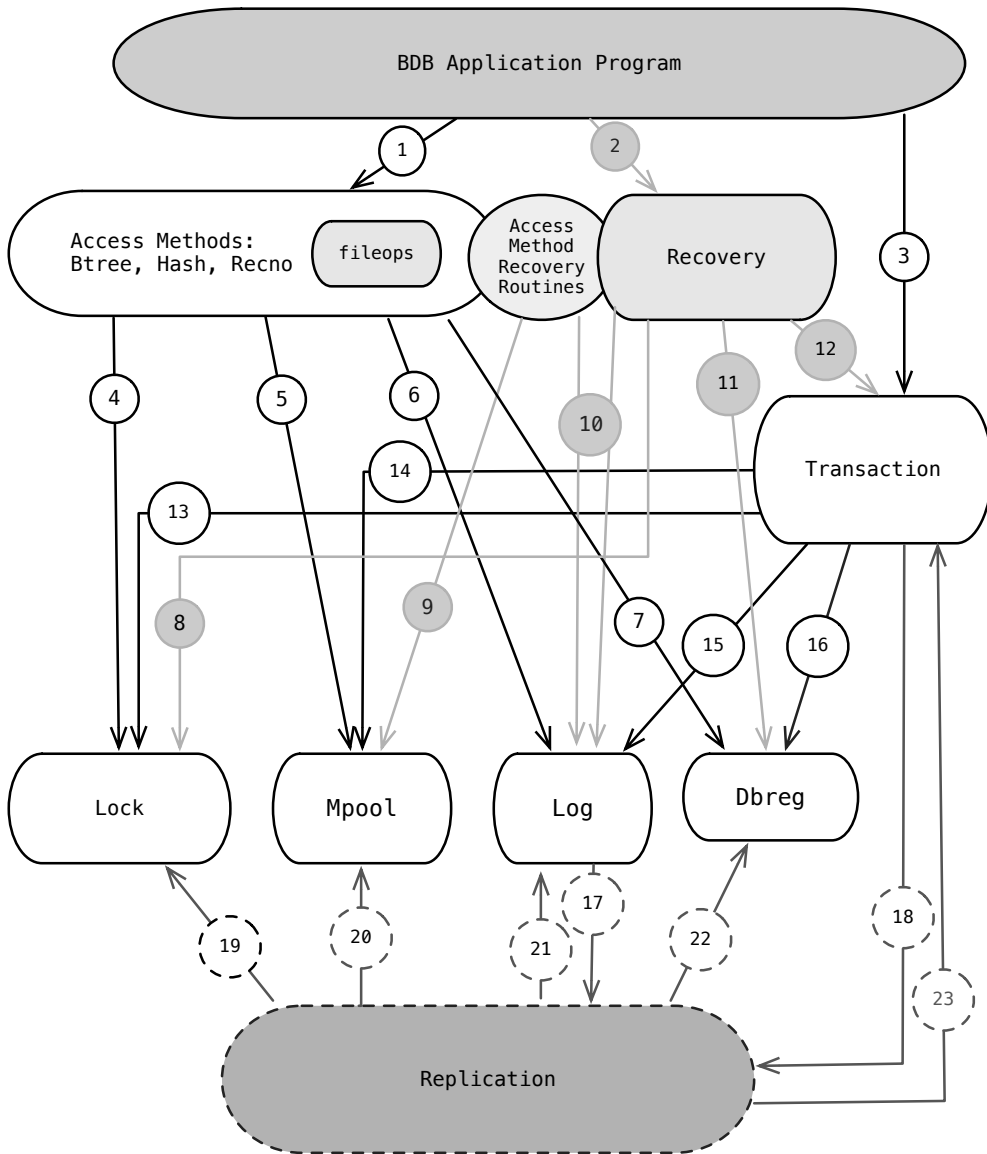 BDB Application Program
1
2
Access Methods:
Btree, Hash, Recno
fileops
Access
Method
Recovery
Routines
Recovery
3
4
5
6
10
11
12
Transaction
14
13
8
9
7
15
16
Lock
Mpool
Log
Dbreg
19
20
21
17
22
18
23
Replication